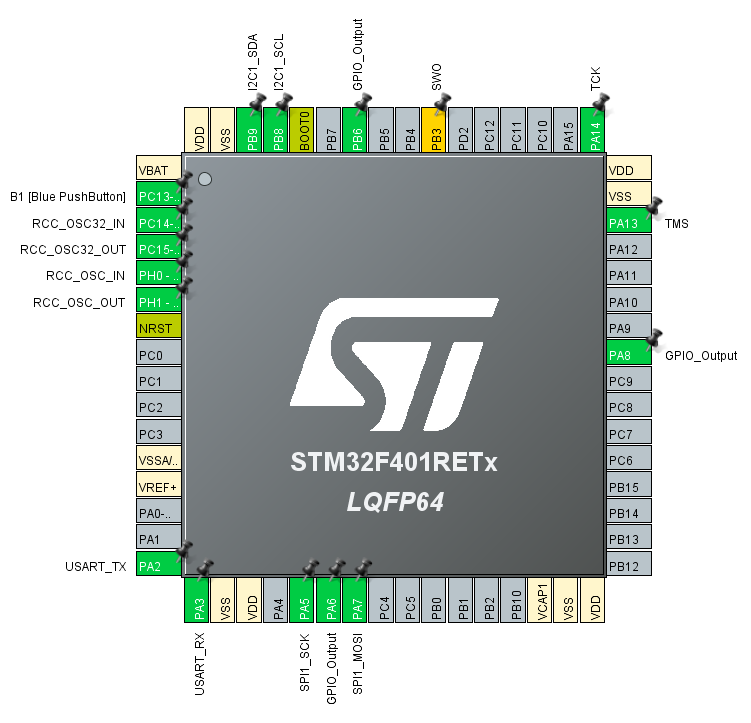 I2C1_SDA
I2C1_SCL
GPIO_Output
SWO
TCK
VDD
VSS
PB9
PB8
BOOT0
PB7
PB6
PB5
PB4
PB3
PD2
PC12
PC11
PC10
PA15
PA14
VBAT
B1 [Blue PushButton] PC13-..
RCC_OSC32_IN PC14-..
RCC_OSC32_OUT PC15-..
RCC_OSC_IN PH0 - ..
RCC_OSC_OUT PH1 - ..
NRST
PC0
PC1
PC2
PC3
VSSA/..
VREF+
PA0-..
PA1
USART_TX PA2
VDD
VSS
PA13 TMS
PA12
PA11
PA10
PA9
PA8 GPIO_Output
PC9
PC8
PC7
PC6
PB15
PB14
PB13
PB12
ST
STM32F401RETx
LQFP64
PA3
VSS
VDD
PA4
PA5
PA6
PA7
PC4
PC5
PB0
PB1
PB2
PB10
VCAP1
VSS
VDD
USART_RX
SPI1_SCK
GPIO_Output
SPI1_MOSI